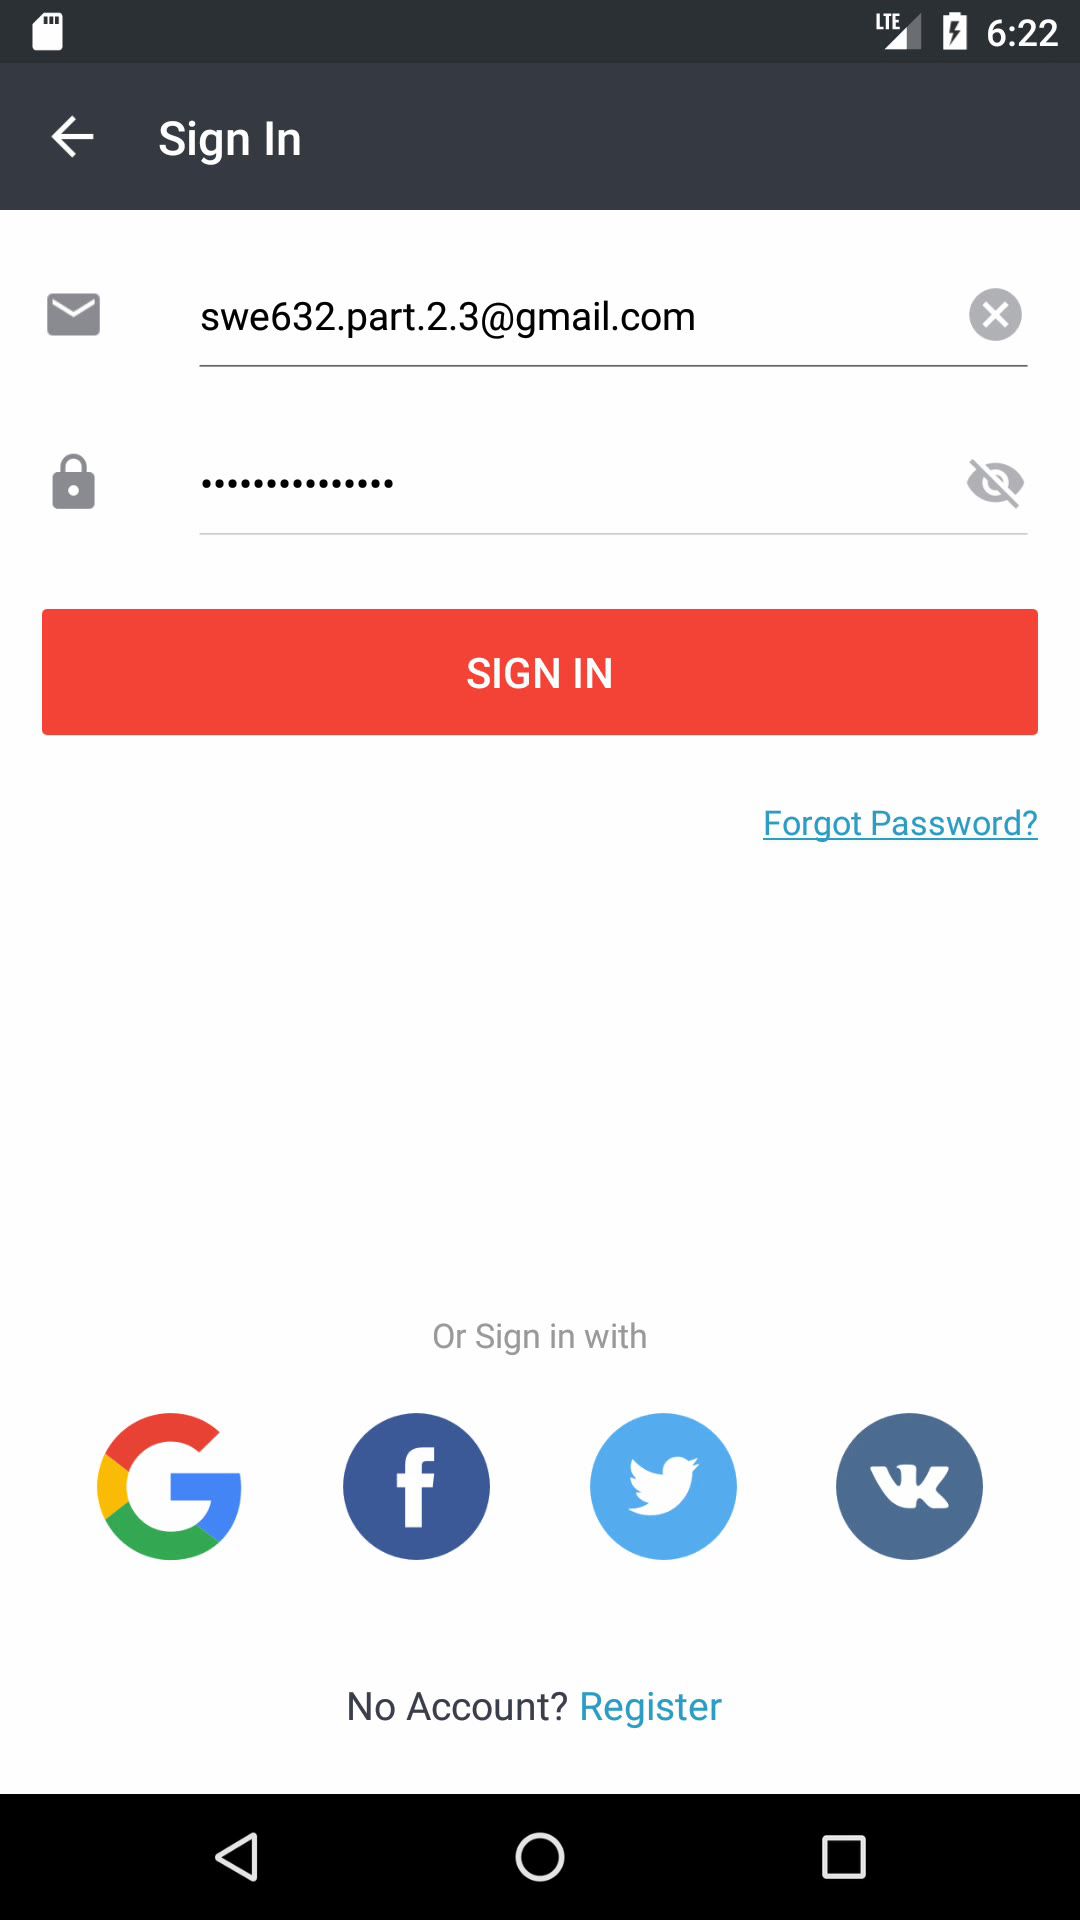 LTE 6:22
Sign In
swe632.part.2.3@gmail.com
•••••••••••••••
SIGN IN
Forgot Password?
Or Sign in with
No Account? Register